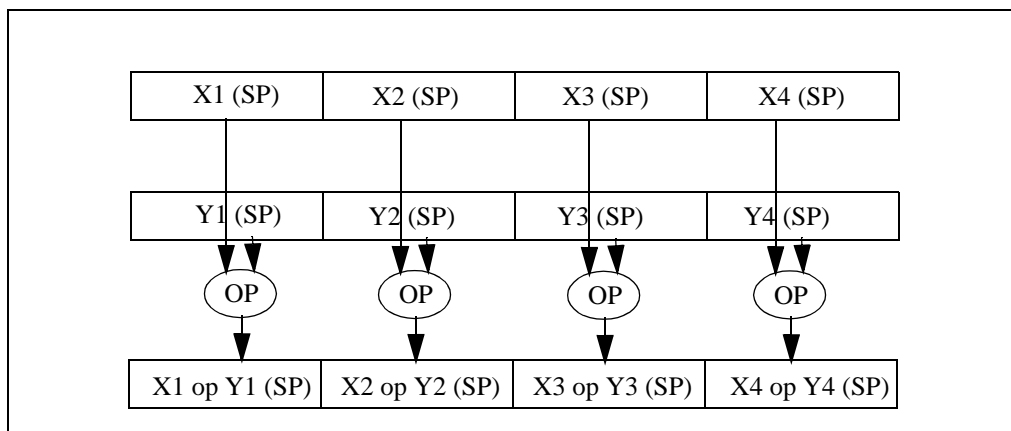 X1 (SP) X2 (SP) X3 (SP) X4 (SP)
Y1 (SP) Y2 (SP) Y3 (SP) Y4 (SP)
OP OP OP OP
X1 op Y1 (SP) X2 op Y2 (SP) X3 op Y3 (SP) X4 op Y4 (SP)